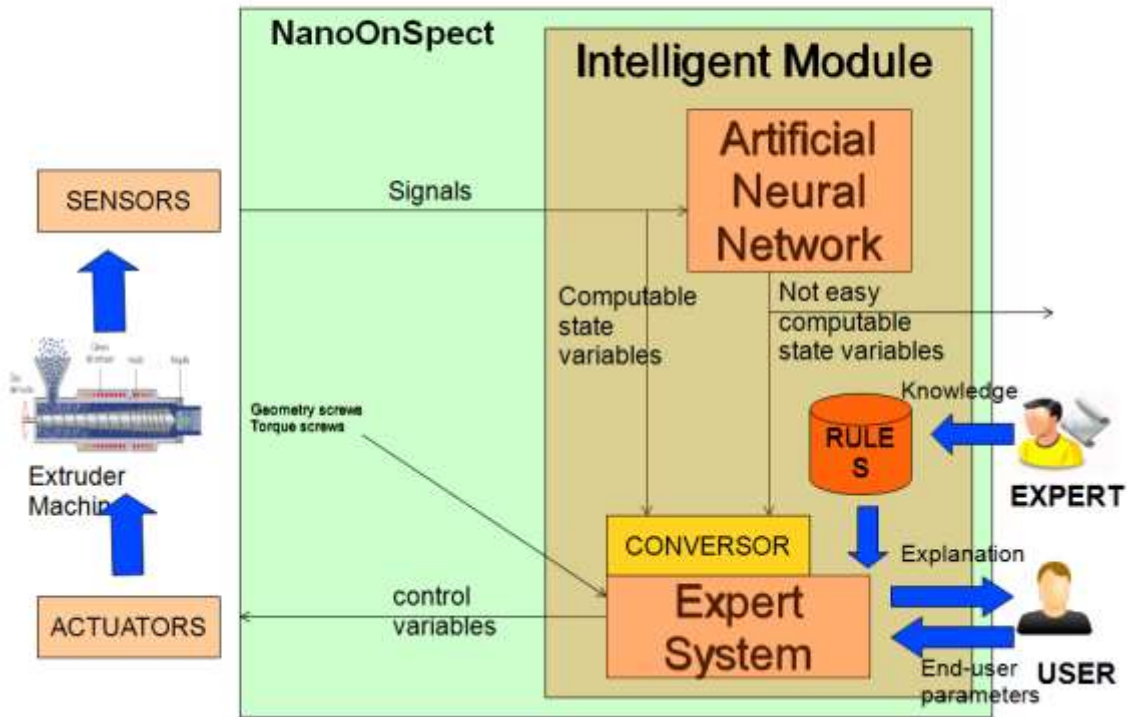 NanoOnSpect
Intelligent Module
Artificial
Neural
Network
SENSORS
Signals
Computable
state
variables
Not easy
computable
state variables
Knowledge
Geometry screws
Torque screws
RULE
S
Extruder
Machin
EXPERT
CONVERSOR
Explanation
Expert
System
control
variables
ACTUATORS
End-user
parameters
USER